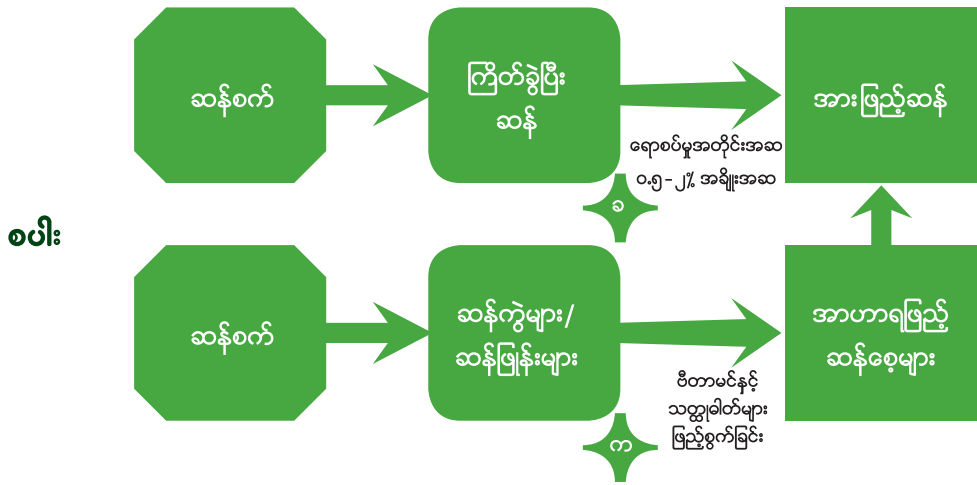 ဆန်စက်
ကြိတ်ခွဲပြီး
ဆန်
အားဖြည့်ဆန်
ရောစပ်မှုအတိုင်းအဆ
၀.၅-၂% အချိုးအဆ
ခ
စပါး
ဆန်စက်
ဆန်ကွဲများ/
ဆန်ဖြုန်းများ
အာဟာရဖြည့်
ဆန်စေ့များ
ဗီတာမင်နှင့်
သတ္ထုဓါတ်များ
ဖြည့်စွက်ခြင်း
က